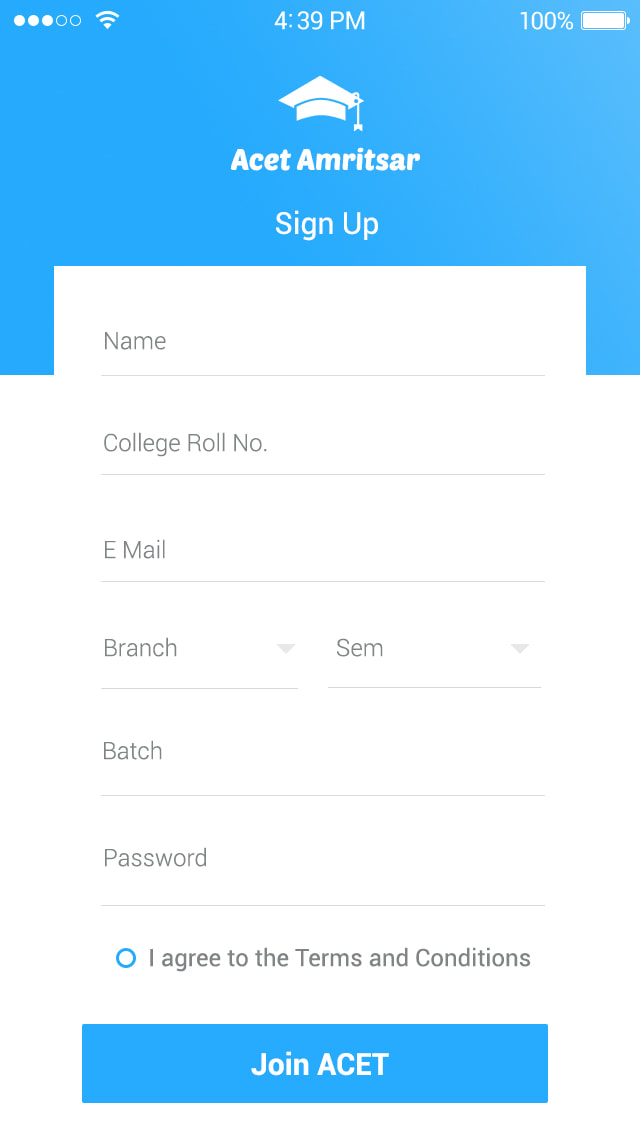 4:39 PM 100%
Acet Amritsar
Sign Up
Name
College Roll No.
E Mail
Branch Sem
Batch
Password
I agree to the Terms and Conditions
Join ACET